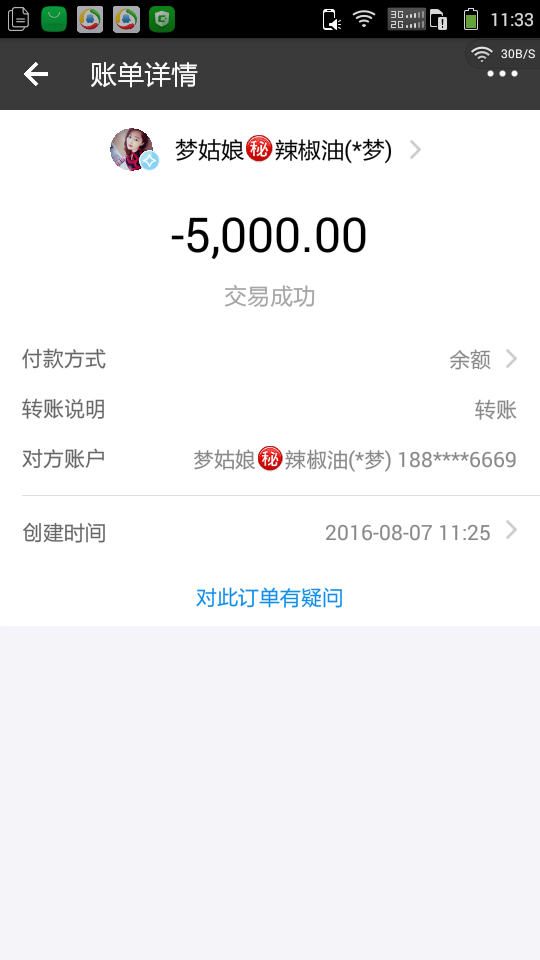 11:33
30B/S
账单详情
梦姑娘㊙辣椒油(*梦)
-5,000.00
交易成功
付款方式 余额
转账说明 转账
对方账户 梦姑娘㊙辣椒油(*梦) 188****6669
创建时间 2016-08-07 11:25
对此订单有疑问